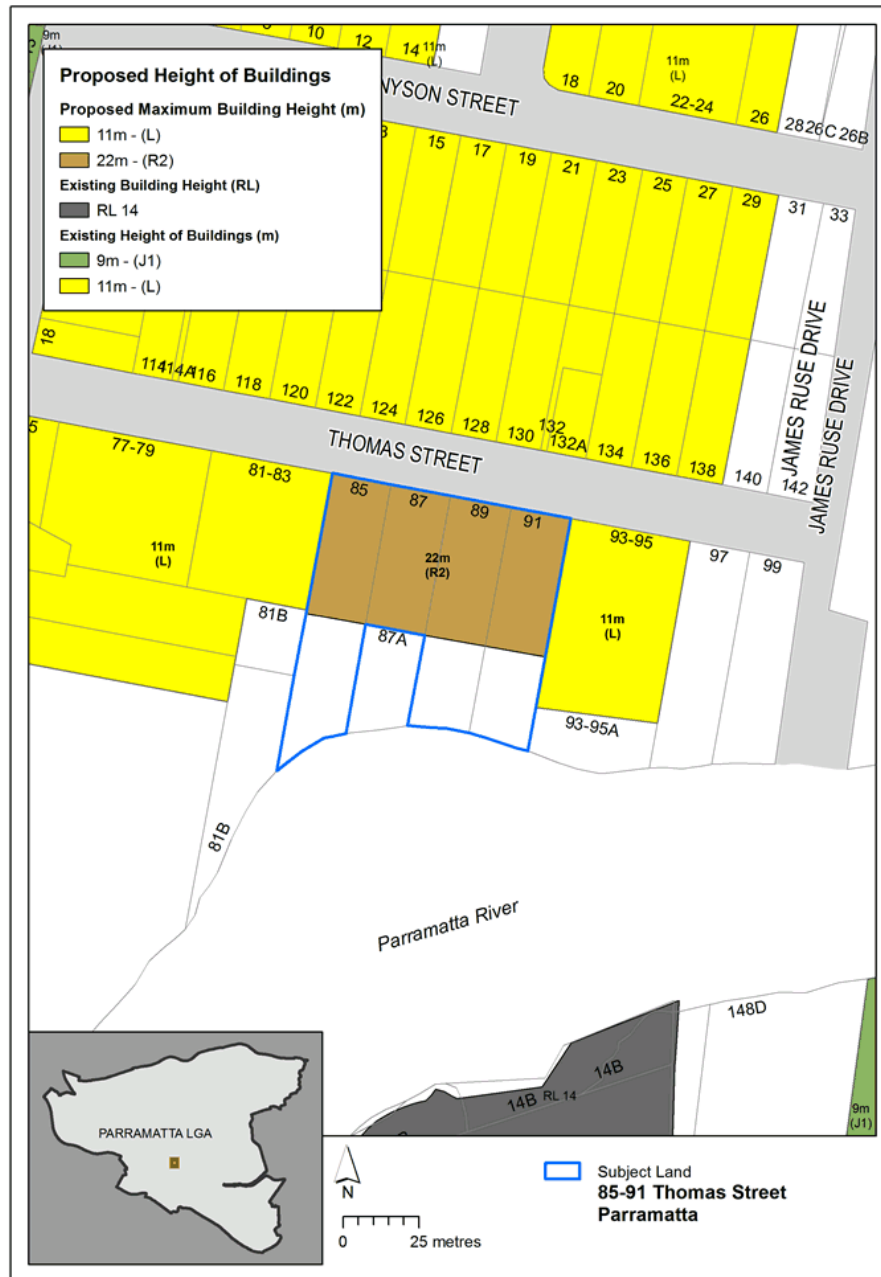 10
12
14
11m
(L)
9m
18
20
11m
(L)
22-24
26
28
26C
26B
Proposed Height of Buildings
Proposed Maximum Building Height (m)
11m - (L)
22m - (R2)
Existing Building Height (RL)
RL 14
Existing Height of Buildings (m)
9m - (J1)
11m - (L)
NYSON STREET
15
17
19
21
23
25
27
29
31
33
JAMES RUSE DRIVE
JAMES RUSE DRIVE
18
114
114A
116
118
120
122
124
126
128
130
132
132A
134
136
138
140
142
THOMAS STREET
77-79
81-83
85
87
89
91
93-95
97
99
11m
(L)
22m
(R2)
11m
(L)
81B
87A
93-95A
81B
Parramatta River
148D
14B
14B
RL 14
9m
(J1)
PARRAMATTA LGA
N
0 25 metres
Subject Land
85-91 Thomas Street
Parramatta